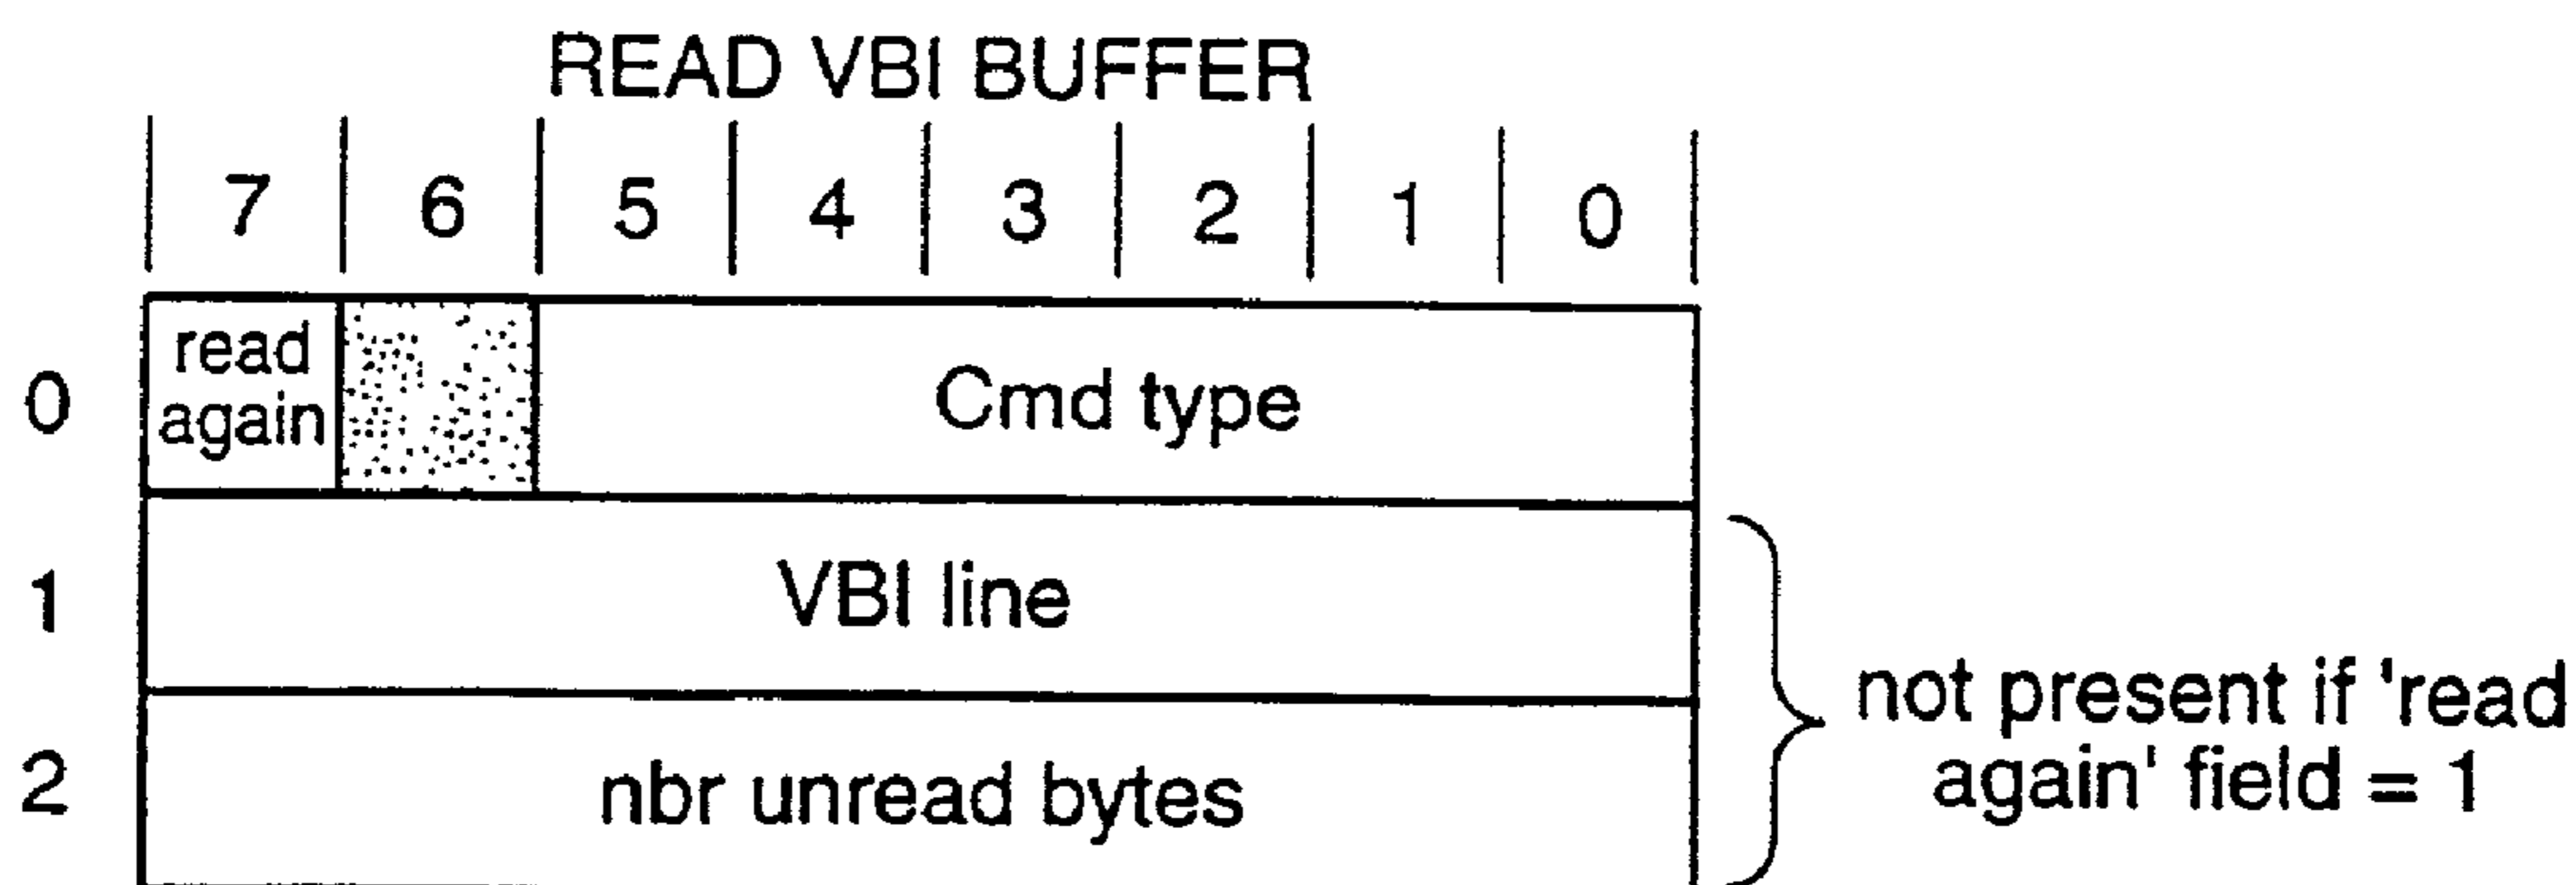 READ VBI BUFFER
7 6 5 4 3 2 1 0
0 read again Cmd type
1 VBI line
2 nbr unread bytes
not present if 'read
again' field = 1